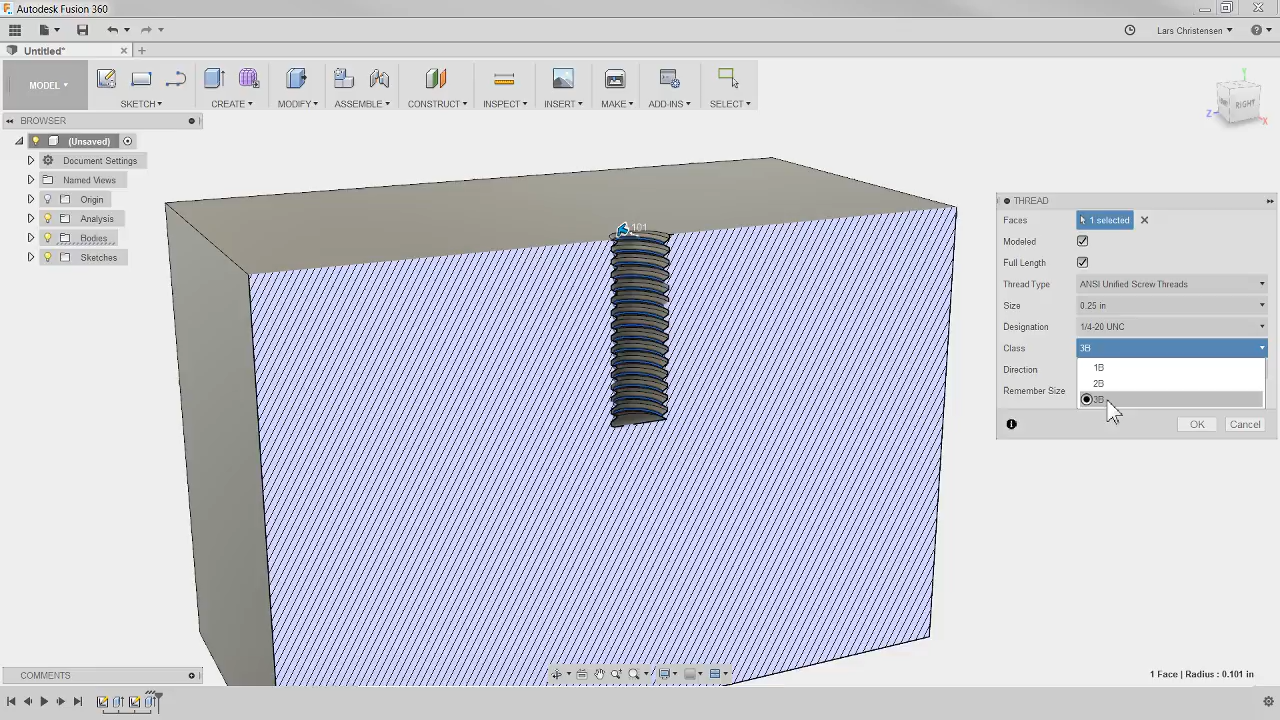 Autodesk Fusion 360
Lars Christensen
Untitled*
MODEL
SKETCH
CREATE
MODIFY
ASSEMBLE
CONSTRUCT
INSPECT
INSERT
MAKE
ADD-INS
SELECT
BROWSER
(Unsaved)
Document Settings
Named Views
Origin
Analysis
Bodies
Sketches
RIGHT
Y
Z
X
.101
THREAD
Faces
1 selected
Modeled
Full Length
Thread Type
ANSI Unified Screw Threads
Size
0.25 in
Designation
1/4-20 UNC
Class
3B
1B
Direction
2B
Remember Size
3B
OK
Cancel
COMMENTS
1 Face | Radius : 0.101 in